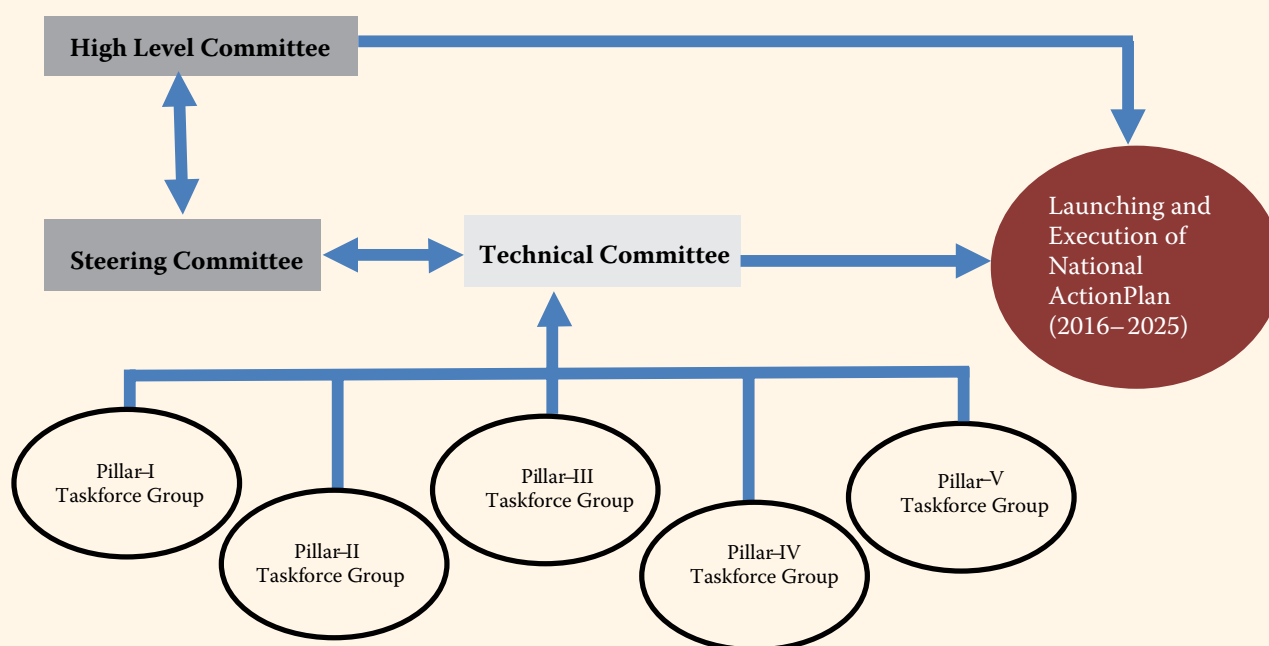 High Level Committee
Steering Committee
Technical Committee
Launching and
Execution of
National
ActionPlan
(2016–2025)
Pillar–I
Taskforce Group
Pillar–II
Taskforce Group
Pillar–III
Taskforce Group
Pillar–IV
Taskforce Group
Pillar–V
Taskforce Group